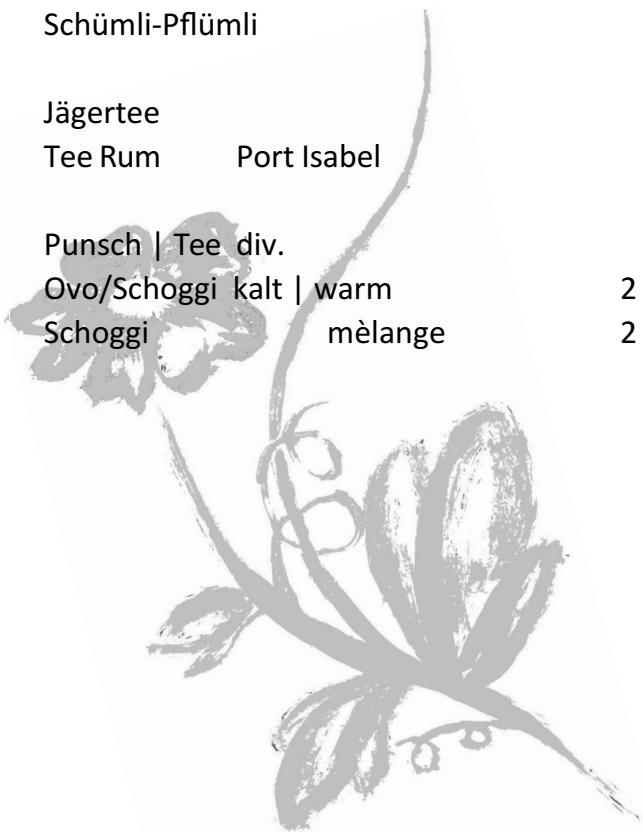 Schümli-Pflümli
Jägertee
Tee Rum Port Isabel
Punsch | Tee div.
Ovo/Schoggi kalt | warm 2
Schoggi mèlange 2